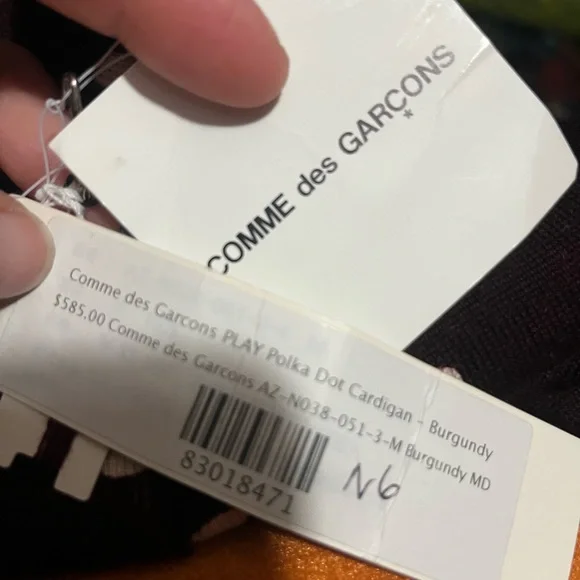 COMME des GARÇONS
*
Comme des Garcons PLAY Polka Dot Cardigan - Burgundy
$585.00 Comme des Garcons AZ-N038-051-3-M Burgundy MD
83018471
N6